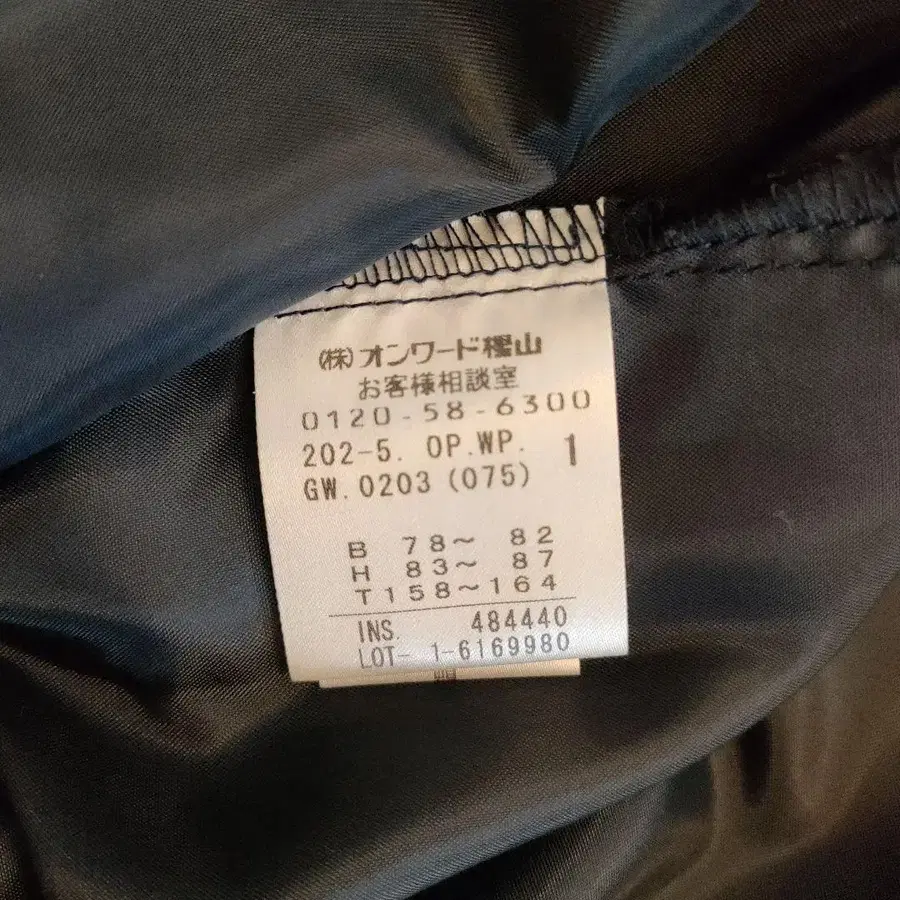 (株)オンワード樫山
お客様相談室
0120-58-6300
202-5. OP.WP. 1
GW.0203(075)
B 78～ 82
H 83～ 87
T158～164
INS. 484440
LOT- 1-6169980